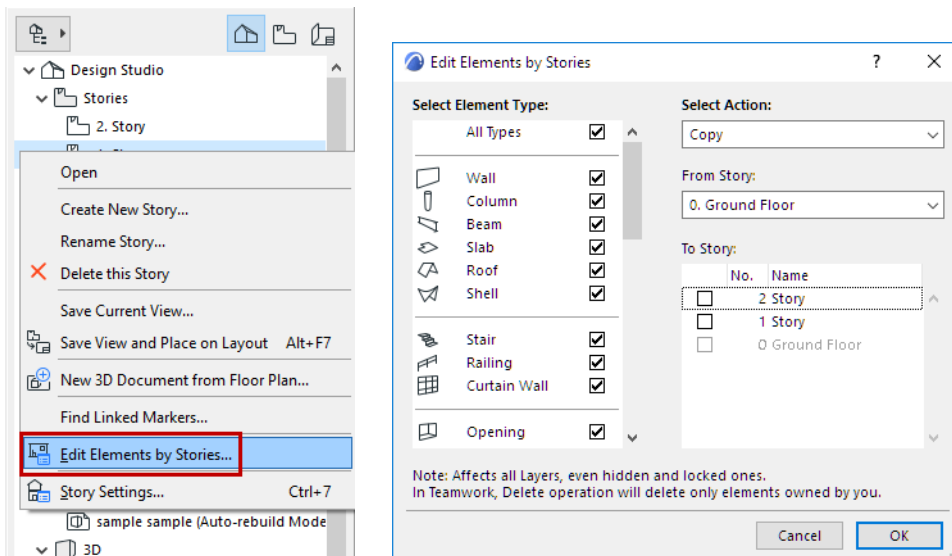 Design Studio
Stories
2. Story
Open
Create New Story...
Rename Story...
Delete this Story
Save Current View...
Save View and Place on Layout Alt+F7
New 3D Document from Floor Plan...
Find Linked Markers...
Edit Elements by Stories...
Story Settings... Ctrl+7
sample sample (Auto-rebuild Mode
3D
Edit Elements by Stories
Select Element Type:
All Types
Wall
Column
Beam
Slab
Roof
Shell
Stair
Railing
Curtain Wall
Opening
Select Action:
Copy
From Story:
0. Ground Floor
To Story:
No. Name
2 Story
1 Story
0 Ground Floor
Note: Affects all Layers, even hidden and locked ones.
In Teamwork, Delete operation will delete only elements owned by you.
Cancel OK